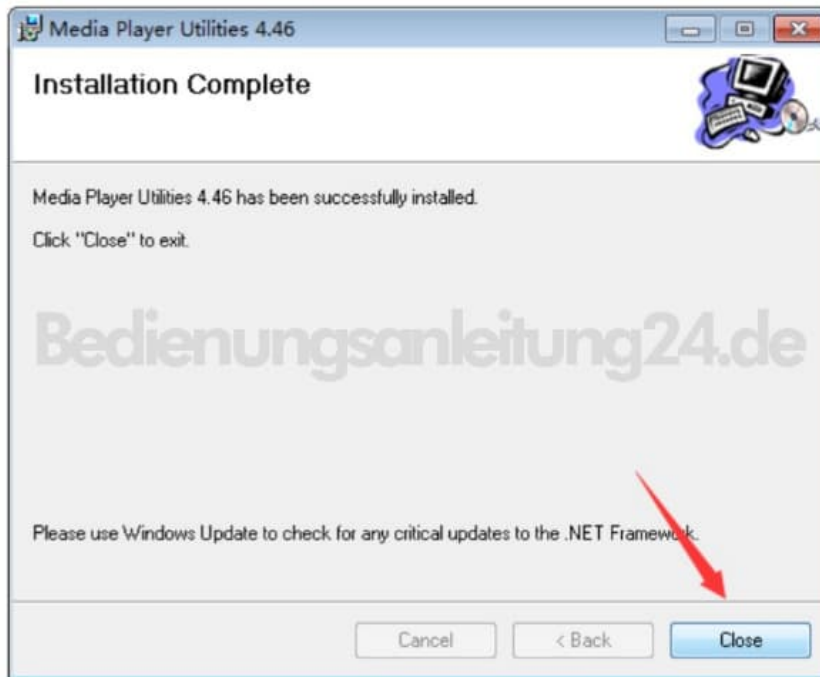 Media Player Utilities 4.46
Installation Complete
Media Player Utilities 4.46 has been successfully installed.
Click "Close" to exit.
Bedienungsanleitung24.de
Please use Windows Update to check for any critical updates to the .NET Framework.
Cancel
< Back
Close